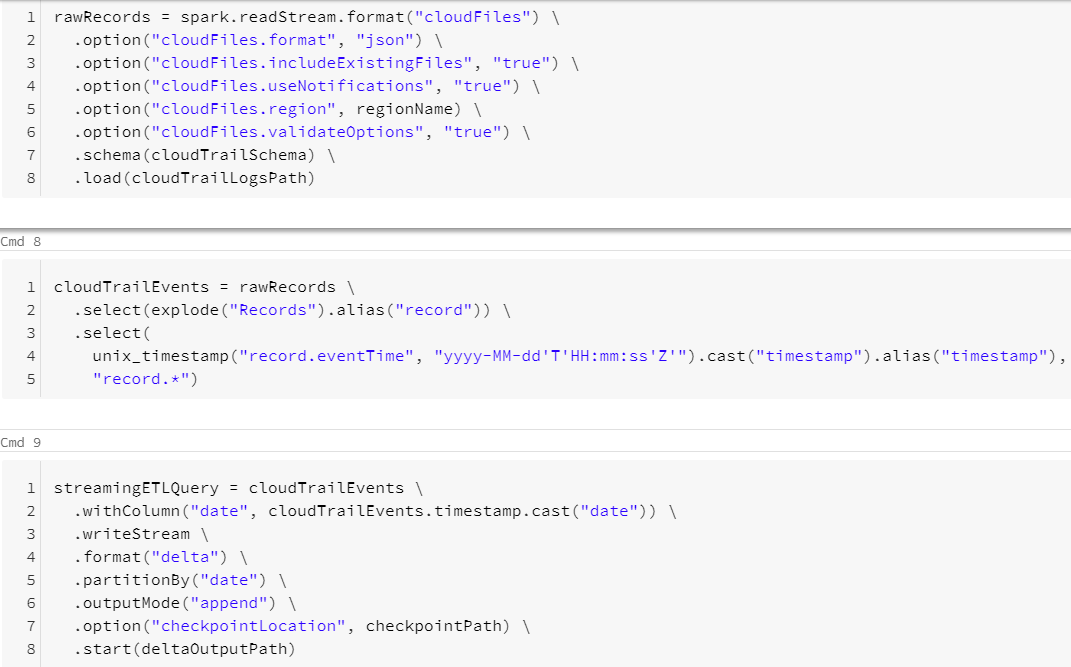 1 rawRecords = spark.readStream.format("cloudFiles") \
2 .option("cloudFiles.format", "json") \
3 .option("cloudFiles.includeExistingFiles", "true") \
4 .option("cloudFiles.useNotifications", "true") \
5 .option("cloudFiles.region", regionName) \
6 .option("cloudFiles.validateOptions", "true") \
7 .schema(cloudTrailSchema) \
8 .load(cloudTrailLogsPath)
Cmd 8
1 cloudTrailEvents = rawRecords \
2 .select(explode("Records").alias("record")) \
3 .select(
4 unix_timestamp("record.eventTime", "yyyy-MM-dd'T'HH:mm:ss'Z'").cast("timestamp").alias("timestamp"),
5 "record.*")
Cmd 9
1 streamingETLQuery = cloudTrailEvents \
2 .withColumn("date", cloudTrailEvents.timestamp.cast("date")) \
3 .writeStream \
4 .format("delta") \
5 .partitionBy("date") \
6 .outputMode("append") \
7 .option("checkpointLocation", checkpointPath) \
8 .start(deltaOutputPath)